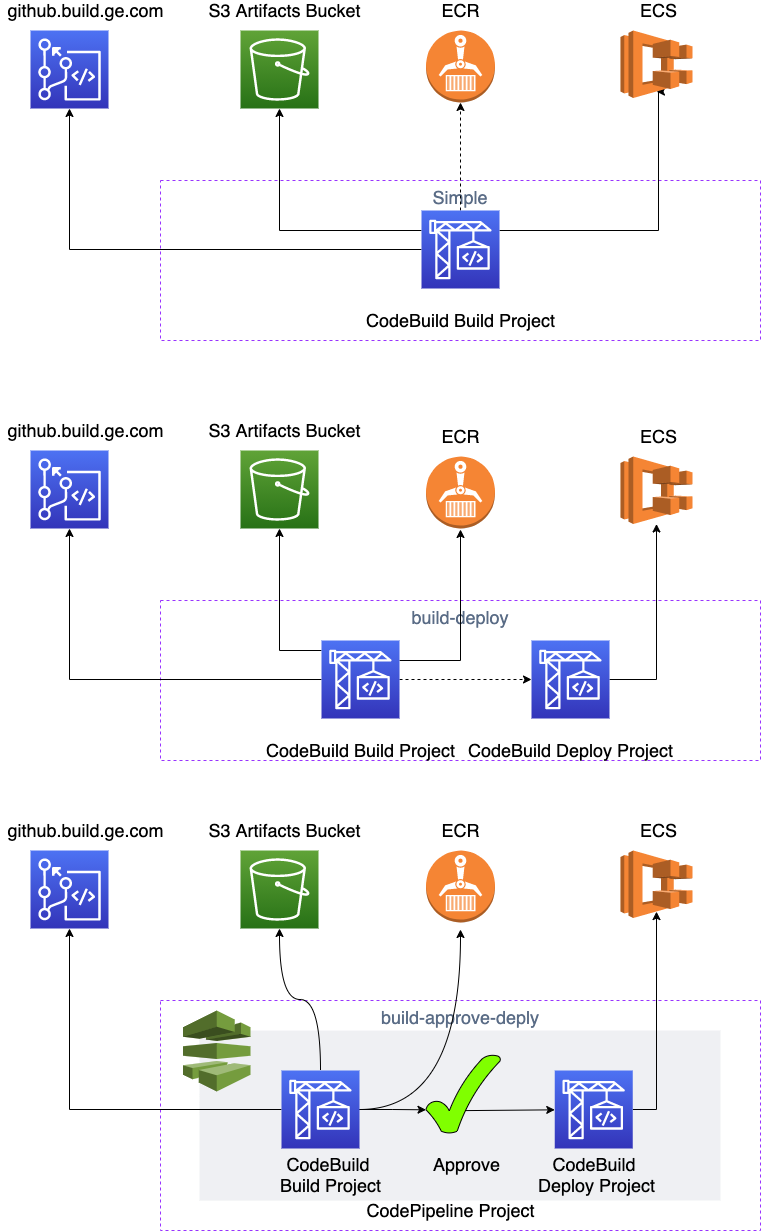 github.build.ge.com
S3 Artifacts Bucket
ECR
ECS
Simple
CodeBuild Build Project
github.build.ge.com
S3 Artifacts Bucket
ECR
ECS
build-deploy
CodeBuild Build Project
CodeBuild Deploy Project
github.build.ge.com
S3 Artifacts Bucket
ECR
ECS
build-approve-deply
CodeBuild
Build Project
Approve
CodeBuild
Deploy Project
CodePipeline Project